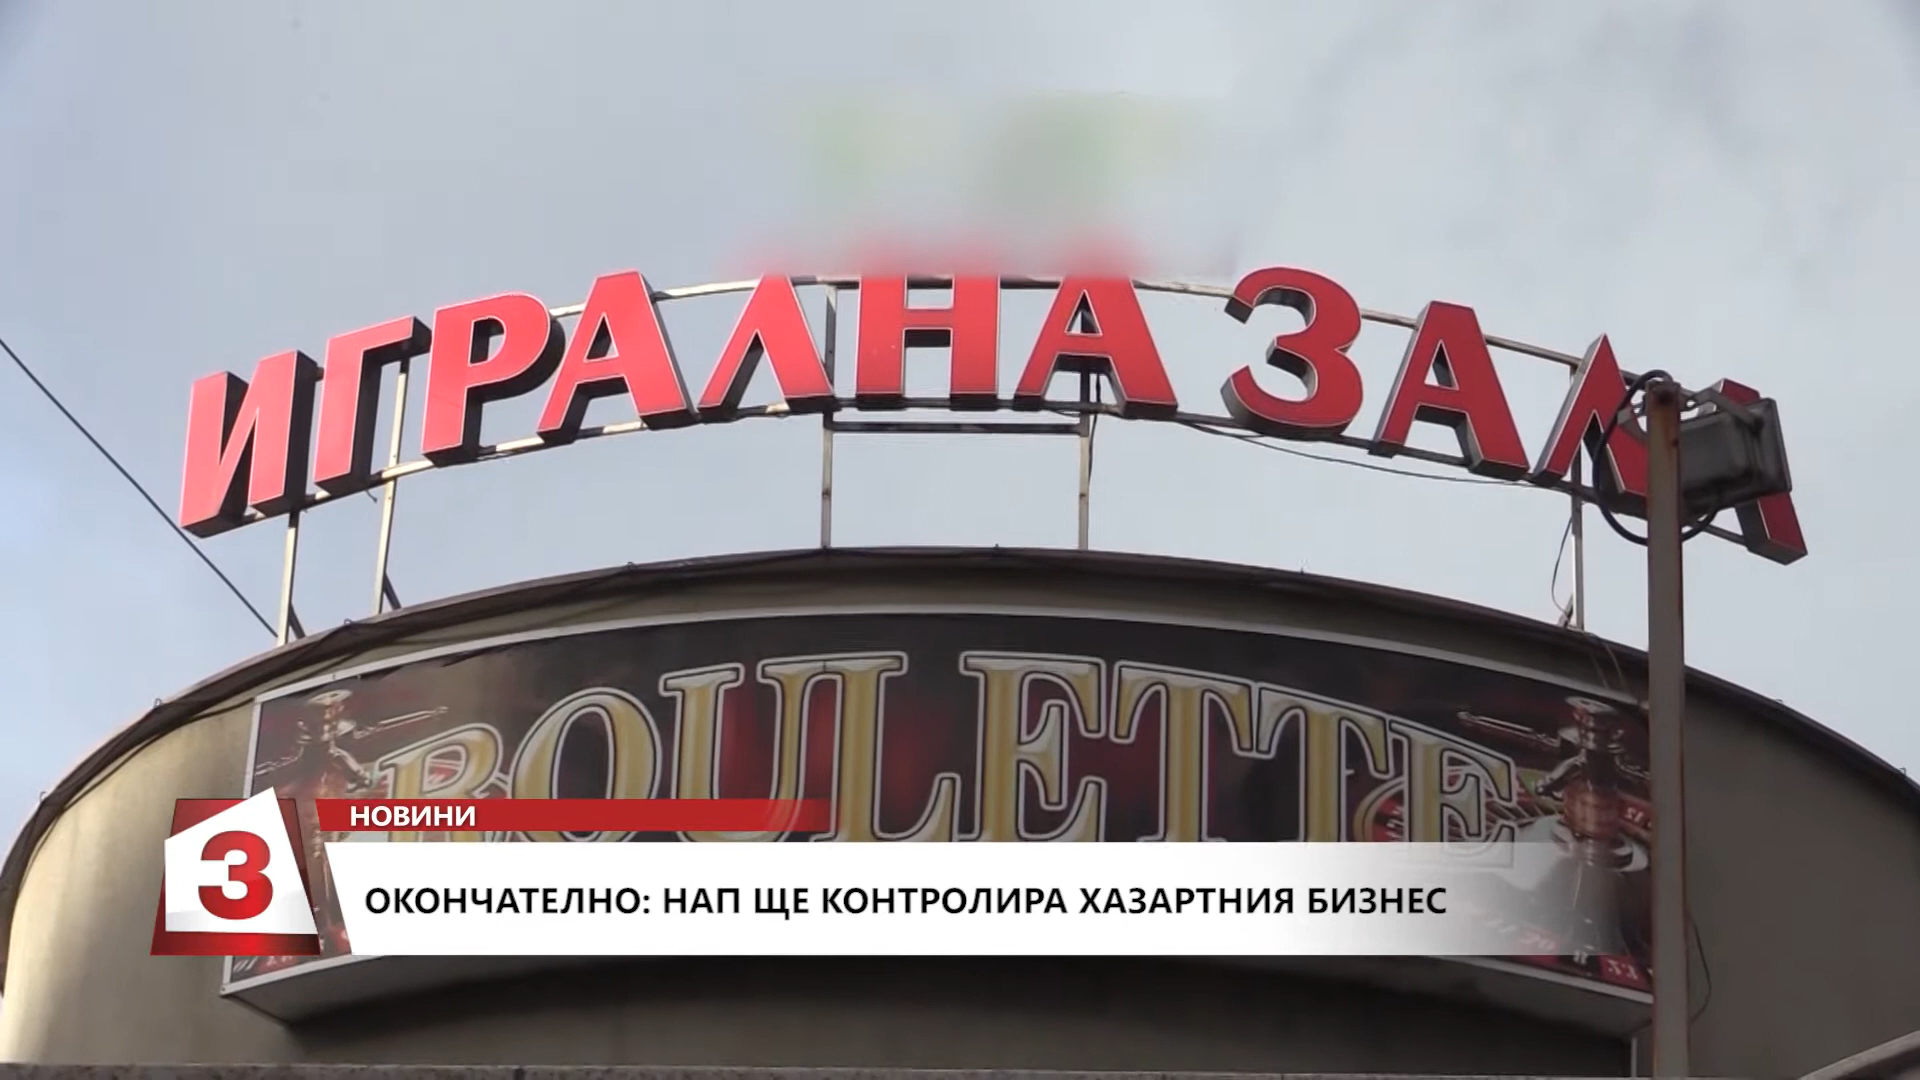 ИГРАЛНА ЗАЛА
ROULETTE
НОВИНИ
3
ОКОНЧАТЕЛНО: НАП ЩЕ КОНТРОЛИРА ХАЗАРТНИЯ БИЗНЕС